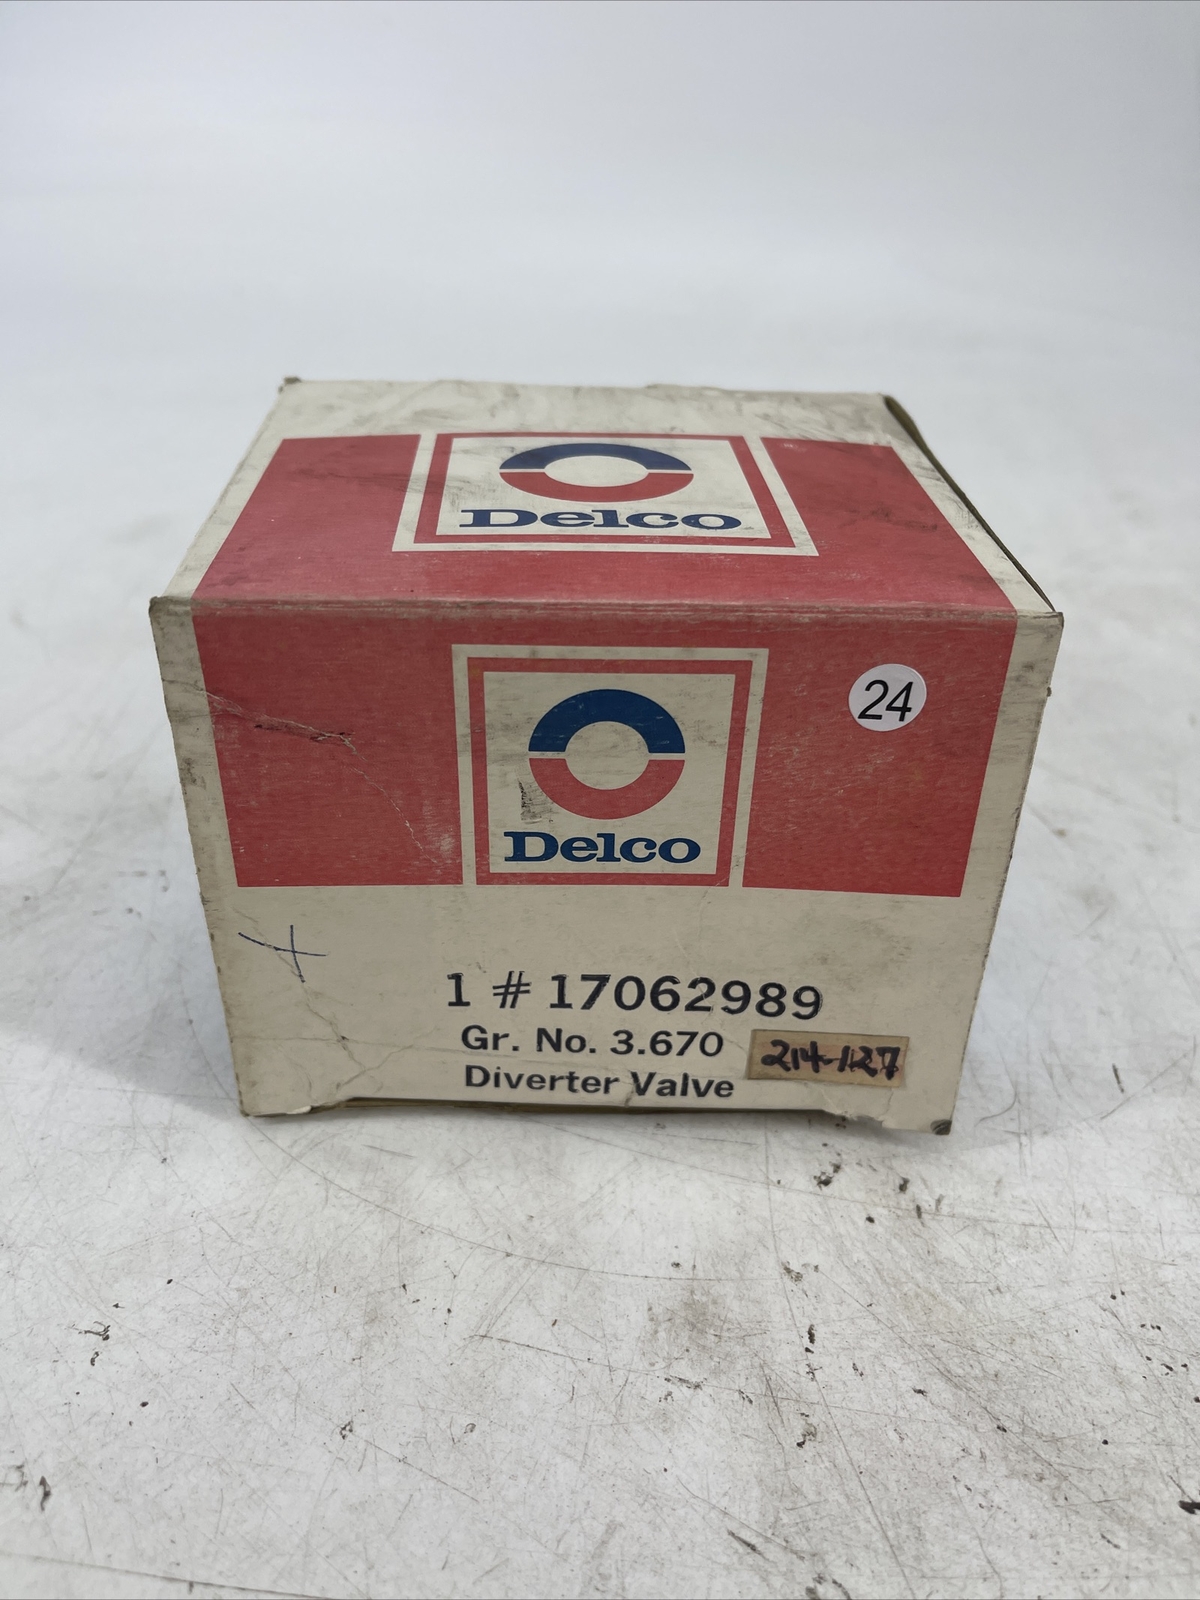 Delco
24
Delco
1 # 17062989
Gr. No. 3.670
214-127
Diverter Valve